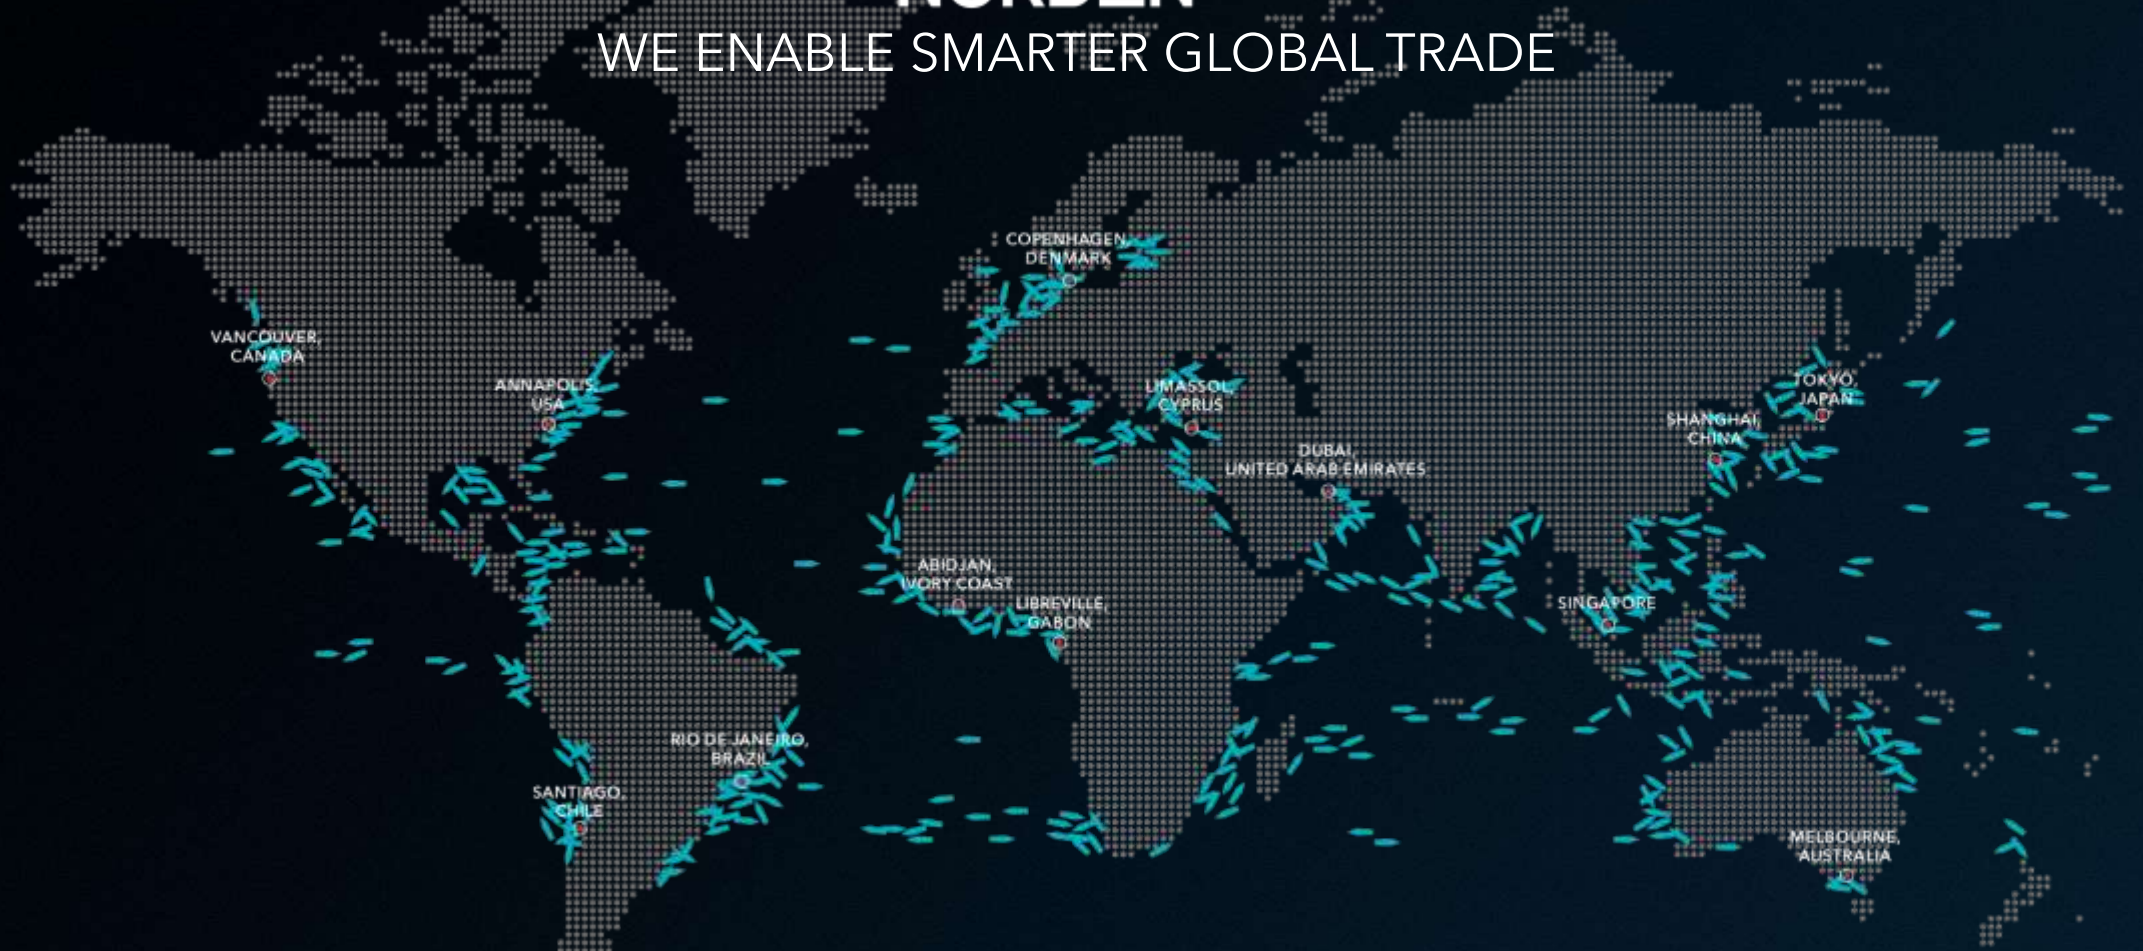 NORDEN
WE ENABLE SMARTER GLOBAL TRADE
COPENHAGEN,
DENMARK
VANCOUVER,
CANADA
ANNAPOLIS,
USA
LIMASSOL,
CYPRUS
TOKYO,
JAPAN
SHANGHAI,
CHINA
DUBAI,
UNITED ARAB EMIRATES
ABIDJAN,
IVORY COAST
LIBREVILLE,
GABON
SINGAPORE
RIO DE JANEIRO,
BRAZIL
SANTIAGO,
CHILE
MELBOURNE,
AUSTRALIA